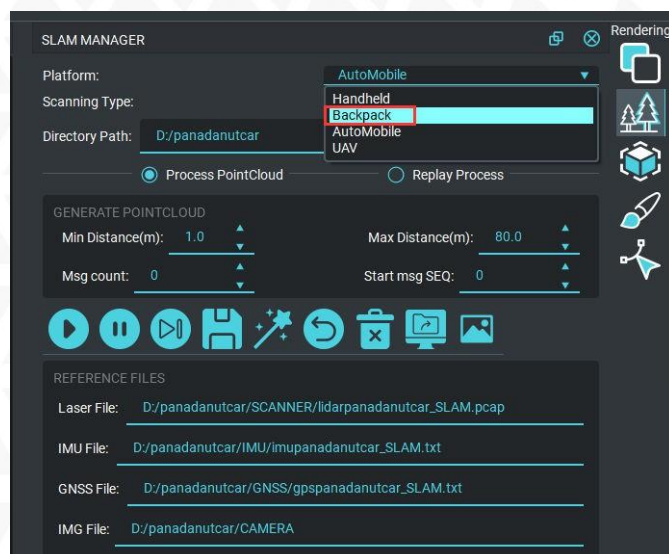 SLAM MANAGER
Rendering
Platform:
AutoMobile
Scanning Type:
Handheld
Backpack
AutoMobile
UAV
Directory Path: D:/panadanutcar
Process PointCloud Replay Process
GENERATE POINTCLOUD
Min Distance(m): 1.0 Max Distance(m): 80.0
Msg count: 0 Start msg SEQ: 0
REFERENCE FILES
Laser File: D:/panadanutcar/SCANNER/lidarpanadanutcar_SLAM.pcap
IMU File: D:/panadanutcar/IMU/imupanadanutcar_SLAM.txt
GNSS File: D:/panadanutcar/GNSS/gpspanadanutcar_SLAM.txt
IMG File: D:/panadanutcar/CAMERA